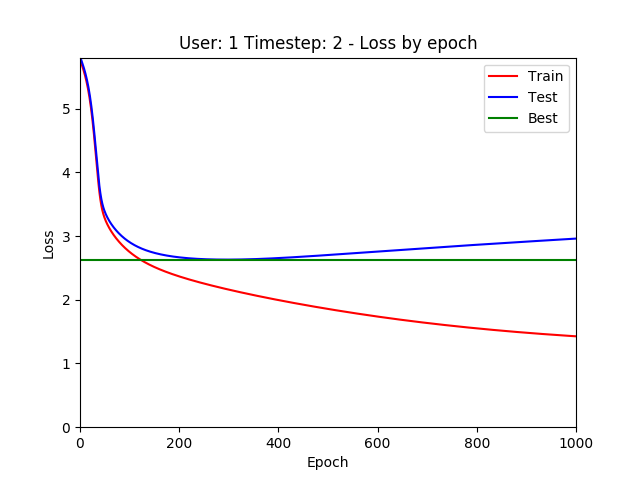 User: 1 Timestep: 2 - Loss by epoch
Train
Test
Best
5
4
3
2
1
0
Loss
0 200 400 600 800 1000
Epoch